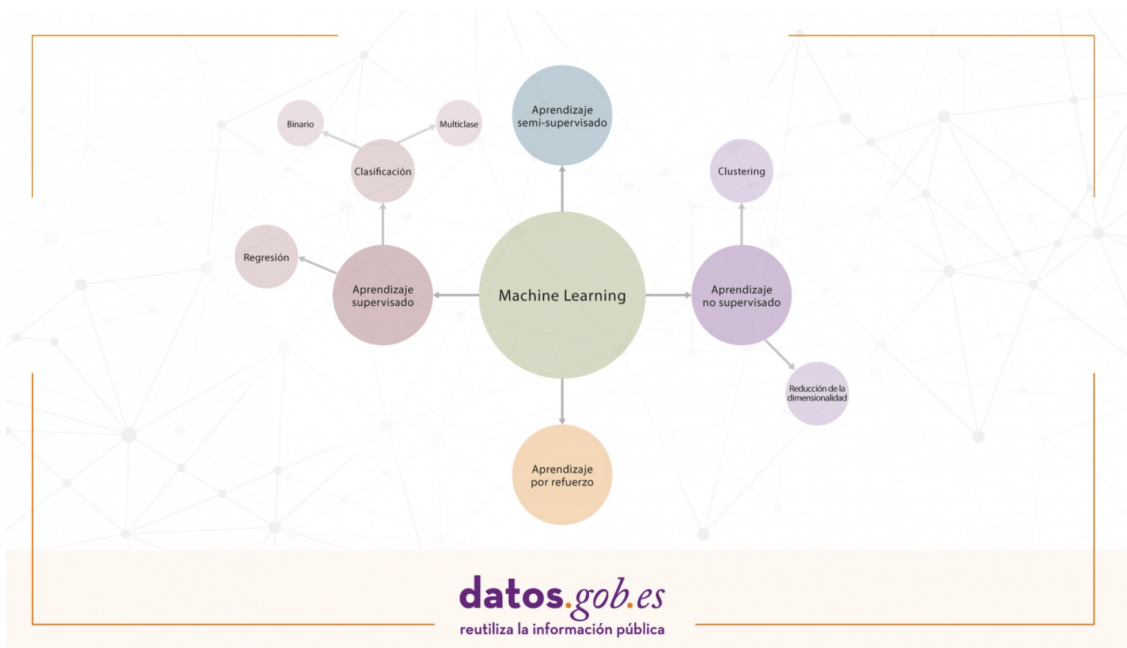 Aprendizaje
semi-supervisado
Binario
Multiclase
Clasificación
Clustering
Regresión
Aprendizaje
supervisado
Machine Learning
Aprendizaje
no supervisado
Reducción de la
dimensionalidad
Aprendizaje
por refuerzo
datos.gob.es
reutiliza la información pública